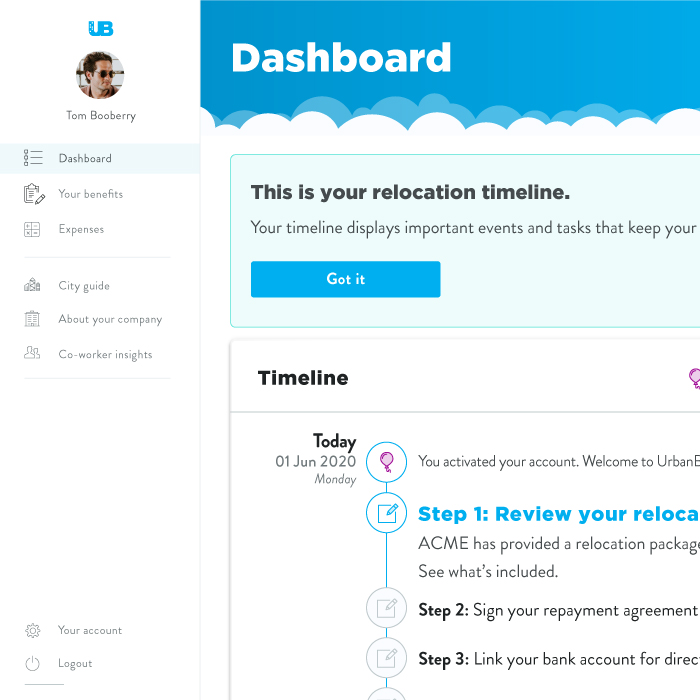 UB
Tom Booberry
Dashboard
Your benefits
Expenses
City guide
About your company
Co-worker insights
Your account
Logout
Dashboard
This is your relocation timeline.
Your timeline displays important events and tasks that keep your
Got it
Timeline
Today
01 Jun 2020
Monday
You activated your account. Welcome to UrbanB
Step 1: Review your reloca
ACME has provided a relocation package
See what's included.
Step 2: Sign your repayment agreement
Step 3: Link your bank account for direc